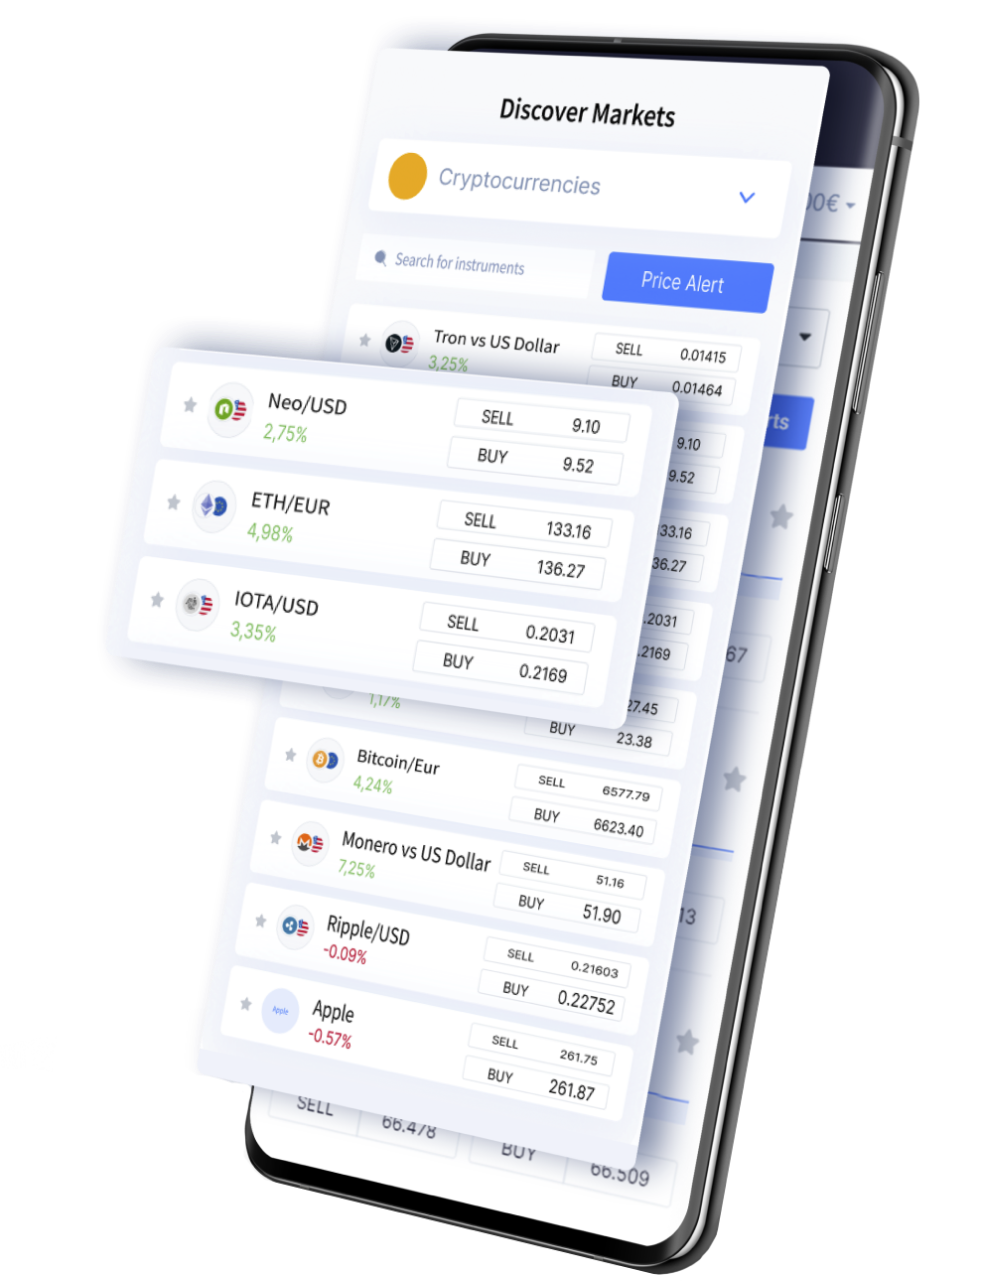 Discover Markets
00€
Cryptocurrencies
Search for instruments
Price Alert
Tron vs US Dollar
3,25%
SELL 0.01415
BUY 0.01464
rts
Neo/USD
2,75%
SELL 9.10
BUY 9.52
9.10
9.52
ETH/EUR
4,98%
SELL 133.16
BUY 136.27
33.16
36.27
IOTA/USD
3,35%
SELL 0.2031
BUY 0.2169
.2031
.2169
67
1,17%
27.45
BUY 23.38
Bitcoin/Eur
4,24%
SELL 6577.79
BUY 6623.40
Monero vs US Dollar
7,25%
SELL 51.16
BUY 51.90
13
Ripple/USD
-0.09%
SELL 0.21603
BUY 0.22752
Apple
Apple
-0.57%
SELL 261.75
BUY 261.87
SELL 66.478
BUY 66.509